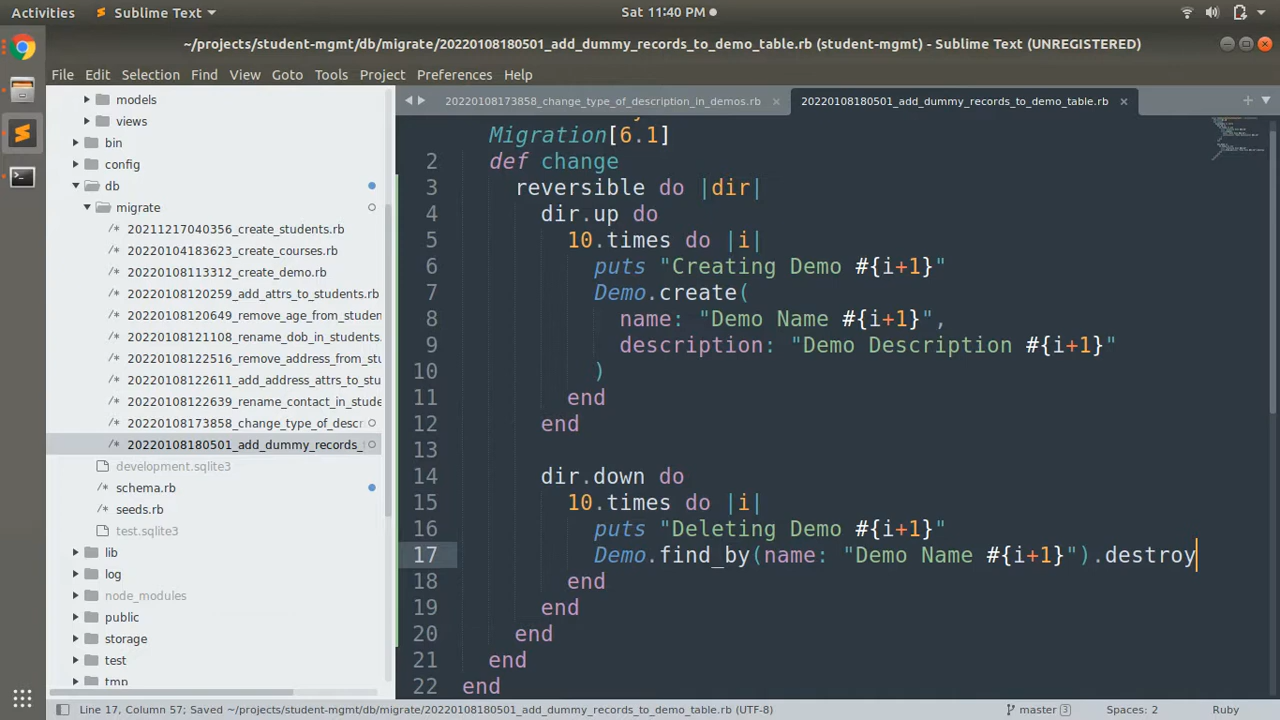 Activities Sublime Text Sat 11:40 PM
~/projects/student-mgmt/db/migrate/20220108180501_add_dummy_records_to_demo_table.rb (student-mgmt) - Sublime Text (UNREGISTERED)
File Edit Selection Find View Goto Tools Project Preferences Help
models
views
bin
config
db
migrate
/* 20211217040356_create_students.rb
/* 20220104183623_create_courses.rb
/* 20220108113312_create_demo.rb
/* 20220108120259_add_attrs_to_students.rb
/* 20220108120649_remove_age_from_studen
/* 20220108121108_rename_dob_in_students.
/* 20220108122516_remove_address_from_st
/* 20220108122611_add_address_attrs_to_stu
/* 20220108122639_rename_contact_in_stude
/* 20220108173858_change_type_of_descr
/* 20220108180501_add_dummy_records_
development.sqlite3
/* schema.rb
/* seeds.rb
test.sqlite3
lib
log
node_modules
public
storage
test
tmp
20220108173858_change_type_of_description_in_demos.rb × 20220108180501_add_dummy_records_to_demo_table.rb ×
Migration[6.1]
2 def change
3 reversible do |dir|
4 dir.up do
5 10.times do |i|
6 puts "Creating Demo #{i+1}"
7 Demo.create(
8 name: "Demo Name #{i+1}",
9 description: "Demo Description #{i+1}"
10 )
11 end
12 end
13
14 dir.down do
15 10.times do |i|
16 puts "Deleting Demo #{i+1}"
17 Demo.find_by(name: "Demo Name #{i+1}").destroy
18 end
19 end
20 end
21 end
22 end
Line 17, Column 57; Saved ~/projects/student-mgmt/db/migrate/20220108180501_add_dummy_records_to_demo_table.rb (UTF-8) master 3 Spaces: 2 Ruby